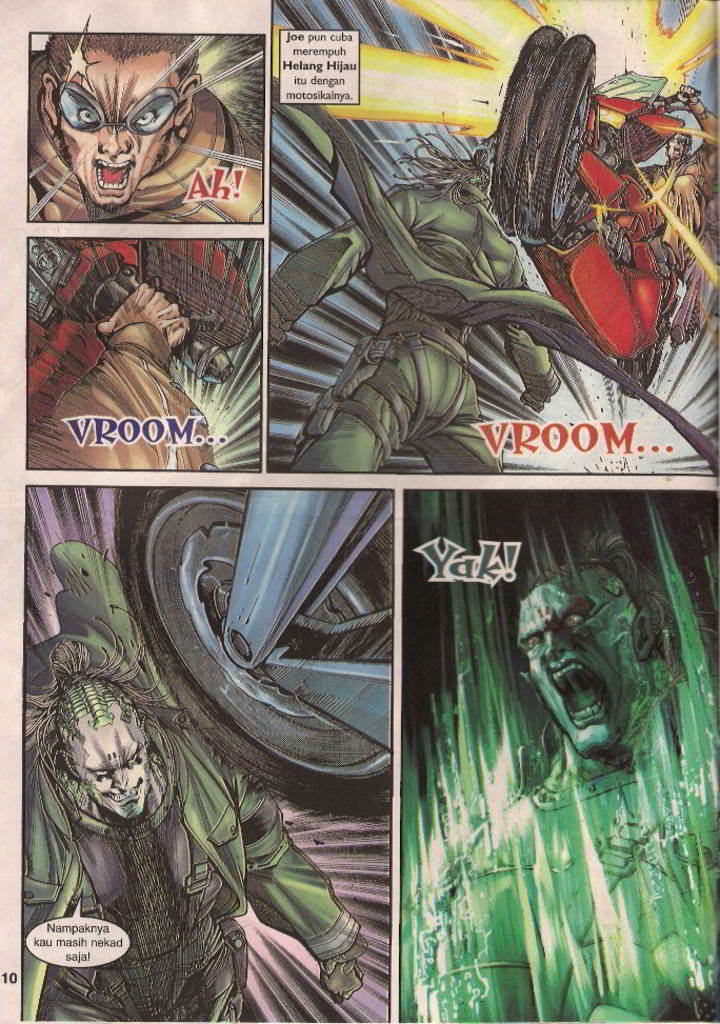 Ah!
VROOM...
Joe pun cuba
merempuh
Helang Hijau
itu dengan
motosikalnya.
VROOM...
Nampaknya
kau masih nekad
saja!
Yak!
10